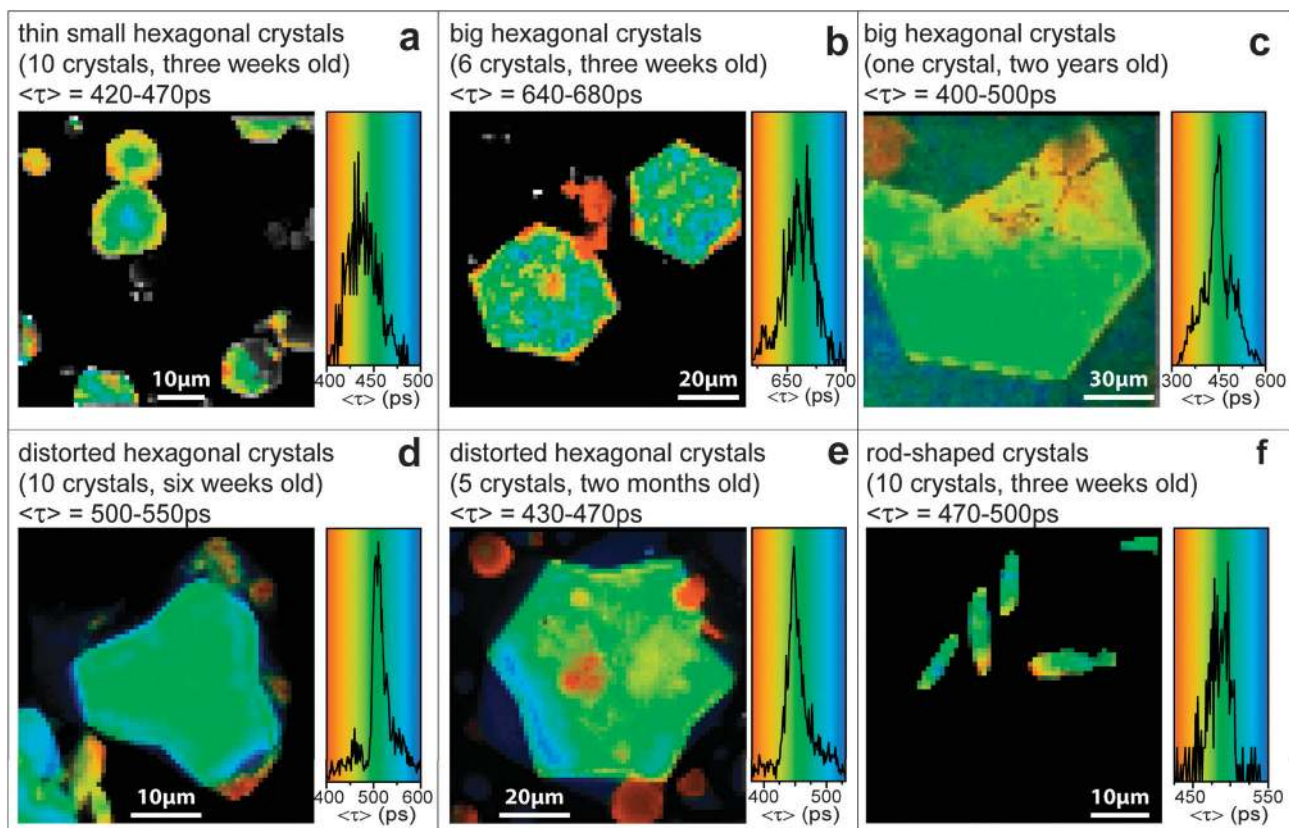 thin small hexagonal crystals
(10 crystals, three weeks old)
<τ> = 420-470ps
a
10μm
400 450 500
<τ> (ps)
big hexagonal crystals
(6 crystals, three weeks old)
<τ> = 640-680ps
b
20μm
650 700
<τ> (ps)
big hexagonal crystals
(one crystal, two years old)
<τ> = 400-500ps
c
30μm
300 450 600
<τ> (ps)
distorted hexagonal crystals
(10 crystals, six weeks old)
<τ> = 500-550ps
d
10μm
400 500 600
<τ> (ps)
distorted hexagonal crystals
(5 crystals, two months old)
<τ> = 430-470ps
e
20μm
400 500
<τ> (ps)
rod-shaped crystals
(10 crystals, three weeks old)
<τ> = 470-500ps
f
10μm
450 500 550
<τ> (ps)